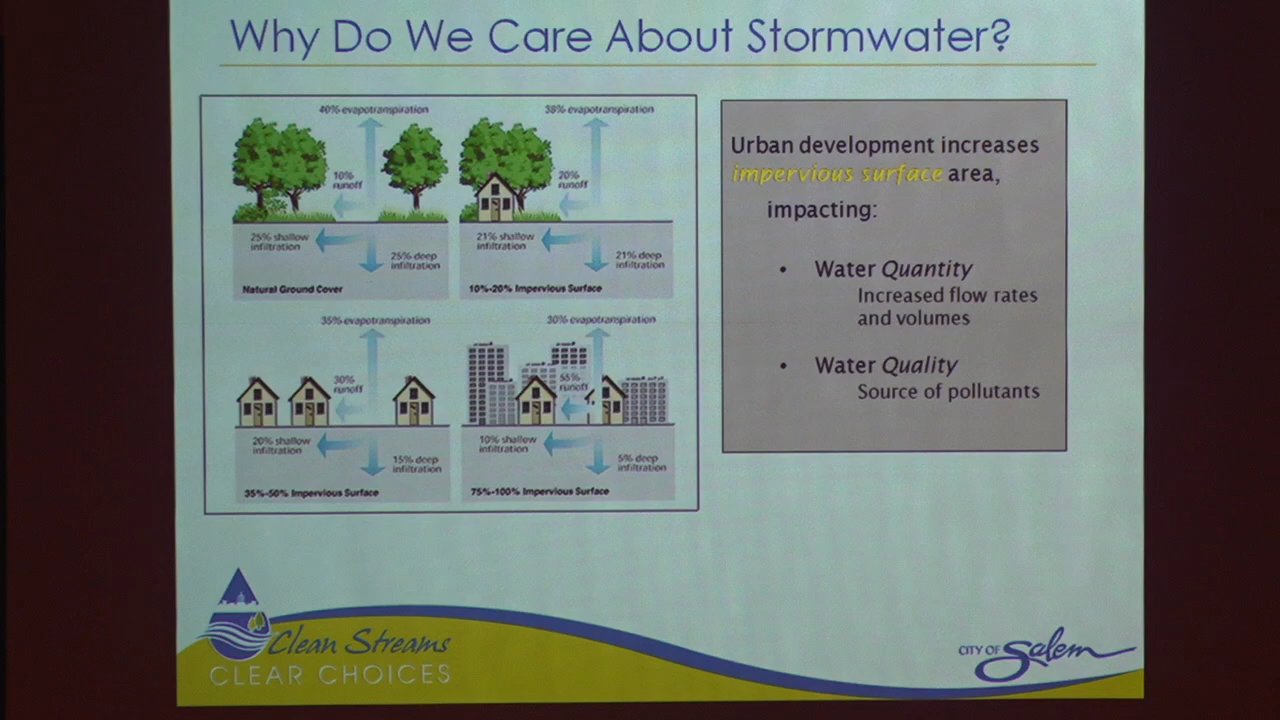 Why Do We Care About Stormwater?
40% evapotranspiration
10%
runoff
25% shallow
infiltration
25% deep
infiltration
Natural Ground Cover
38% evapotranspiration
20%
runoff
21% shallow
infiltration
21% deep
infiltration
10%-20% Impervious Surface
35% evapotranspiration
30%
runoff
20% shallow
infiltration
15% deep
infiltration
35%-50% Impervious Surface
30% evapotranspiration
55%
runoff
10% shallow
infiltration
5% deep
infiltration
75%-100% Impervious Surface
Urban development increases
impervious surface area,
impacting:
• Water Quantity
Increased flow rates
and volumes
• Water Quality
Source of pollutants
Clean Streams
CLEAR CHOICES
CITY OF Salem